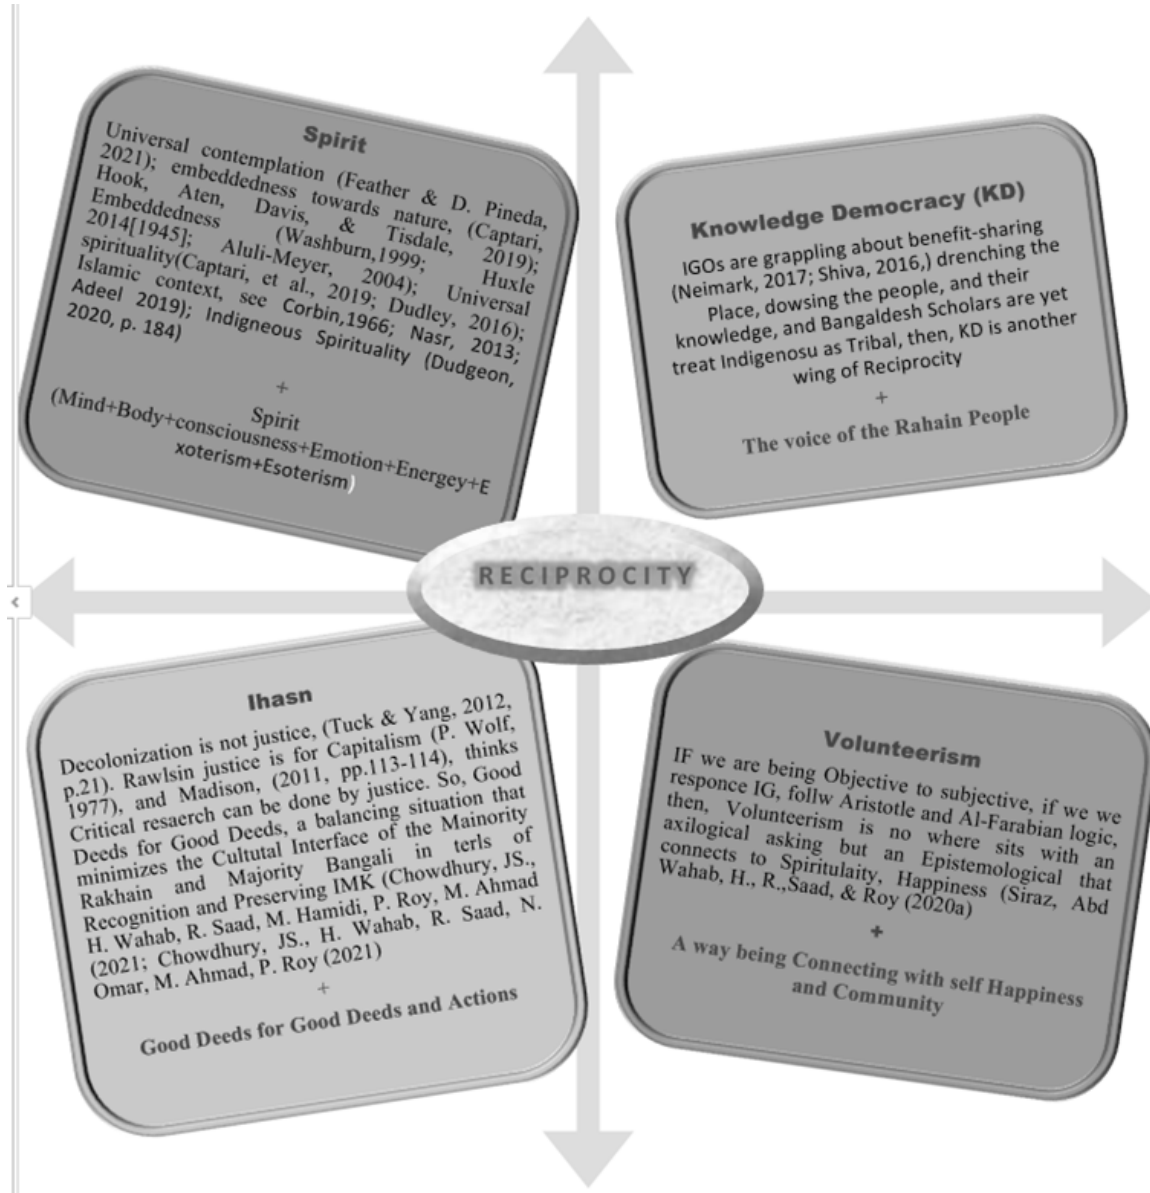 Spirit
Universal contemplation (Feather & D. Pineda,
2021); embeddedness towards nature, (Captari,
Hook, Aten, Davis, & Tisdale, 2019);
Embeddedness (Washburn,1999; Huxle
2014[1945]; Aluli-Meyer, 2004); Universal
spirituality(Captari, et al., 2019; Dudley, 2016);
Islamic context, see Corbin,1966; Nasr, 2013;
Adeel 2019); Indigneous Spirituality (Dudgeon,
2020, p. 184)
+
Spirit
(Mind+Body+consciousness+Emotion+Energey+E
xoterism+Esoterism)
Knowledge Democracy (KD)
IGOs are grappling about benefit-sharing
(Neimark, 2017; Shiva, 2016,) drenching the
Place, dowsing the people, and their
knowledge, and Bangaldesh Scholars are yet
treat Indigenosu as Tribal, then, KD is another
wing of Reciprocity
+
The voice of the Rahain People
RECIPROCITY
Ihasn
Decolonization is not justice, (Tuck & Yang, 2012,
p.21). Rawlsin justice is for Capitalism (P. Wolf,
1977), and Madison, (2011, pp.113-114), thinks
Critical resaerch can be done by justice. So, Good
Deeds for Good Deeds, a balancing situation that
minimizes the Cultutal Interface of the Mainority
Rakhain and Majority Bangali in terls of
Recognition and Preserving IMK (Chowdhury, JS.,
H. Wahab, R. Saad, M. Hamidi, P. Roy, M. Ahmad
(2021; Chowdhury, JS., H. Wahab, R. Saad, N.
Omar, M. Ahmad, P. Roy (2021)
+
Good Deeds for Good Deeds and Actions
Volunteerism
IF we are being Objective to subjective, if we we
responce IG, follw Aristotle and Al-Farabian logic,
then, Volunteerism is no where sits with an
axilogical asking but an Epistemological that
connects to Spiritulaity, Happiness (Siraz, Abd
Wahab, H., R.,Saad, & Roy (2020a)
+
A way being Connecting with self Happiness
and Community